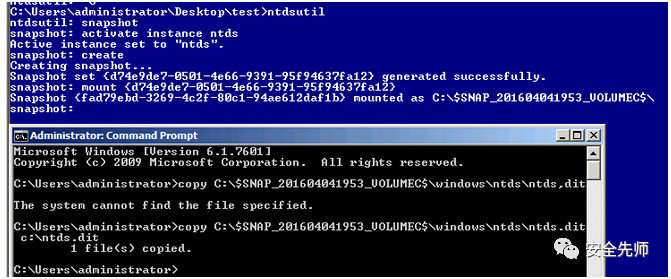 C:\Users\administrator\Desktop\test>ntdsutil
ntdsutil: snapshot
snapshot: activate instance ntds
Active instance set to "ntds".
snapshot: create
Creating snapshot...
Snapshot set {d74e9de7-0501-4e66-9391-95f94637fa12} generated successfully.
snapshot: mount {d74e9de7-0501-4e66-9391-95f94637fa12}
Snapshot {fad79ebd-3269-4c2f-80c1-94ae612daf1b} mounted as C:\$SNAP_201604041953_VOLUMEC$\
snapshot:
Administrator: Command Prompt
Microsoft Windows [Version 6.1.7601]
Copyright (c) 2009 Microsoft Corporation.  All rights reserved.
C:\Users\administrator>copy C:\$SNAP_201604041953_VOLUMEC$\windows\ntds\ntds,dit
The system cannot find the file specified.
C:\Users\administrator>copy C:\$SNAP_201604041953_VOLUMEC$\windows\ntds\ntds.dit
c:\ntds.dit
1 file(s) copied.
C:\Users\administrator>
安全先师